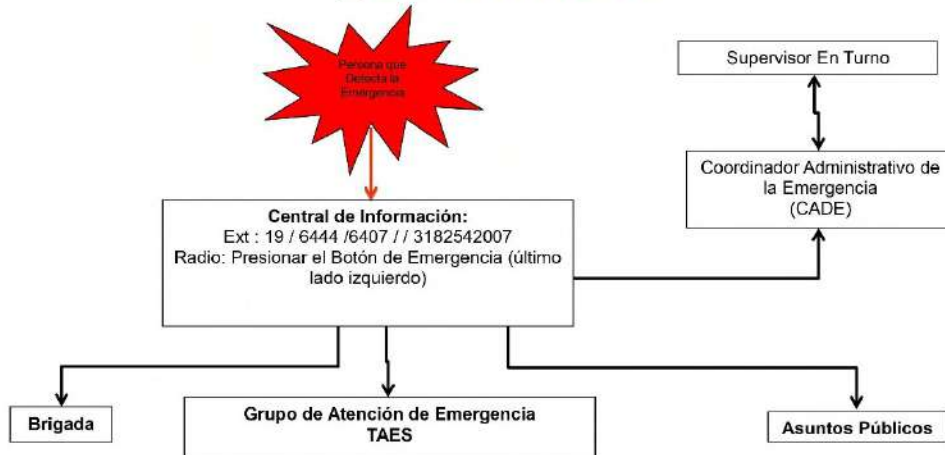 Persona que
Detecta la
Emergencia
Supervisor En Turno
Coordinador Administrativo de
la Emergencia
(CADE)
Central de Información:
Ext : 19 / 6444 /6407 / / 3182542007
Radio: Presionar el Botón de Emergencia (último
lado izquierdo)
Brigada
Grupo de Atención de Emergencia
TAES
Asuntos Públicos